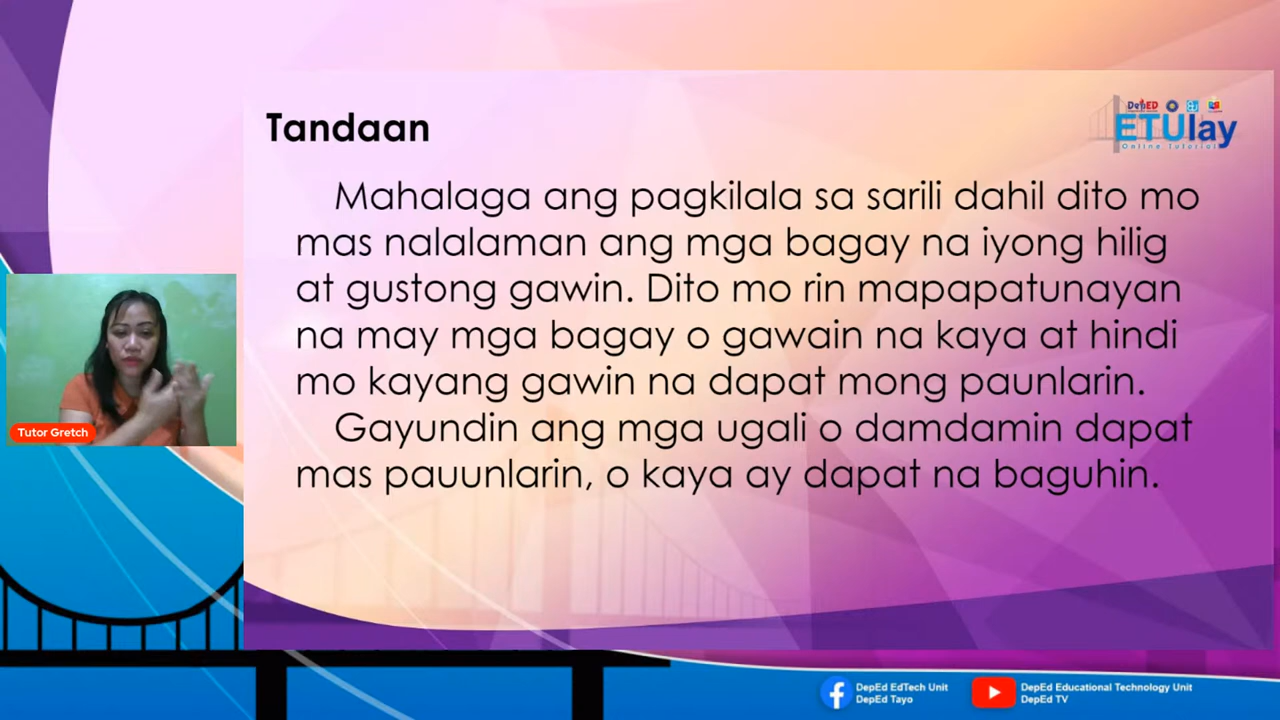 Tandaan
DepED
ETUlay
Online Tutorial
Mahalaga ang pagkilala sa sarili dahil dito mo
mas nalalaman ang mga bagay na iyong hilig
at gustong gawin. Dito mo rin mapapatunayan
na may mga bagay o gawain na kaya at hindi
mo kayang gawin na dapat mong paunlarin.
Gayundin ang mga ugali o damdamin dapat
mas pauunlarin, o kaya ay dapat na baguhin.
Tutor Gretch
DepEd EdTech Unit
DepEd Tayo
DepEd Educational Technology Unit
DepEd TV